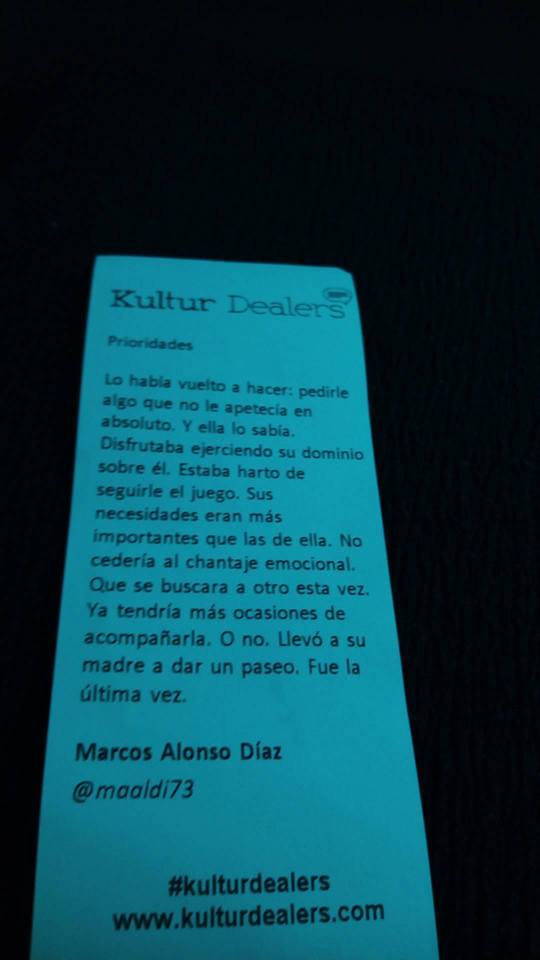 Kultur Dealers
Prioridades
Lo había vuelto a hacer: pedirle
algo que no le apetecía en
absoluto. Y ella lo sabía.
Disfrutaba ejerciendo su dominio
sobre él. Estaba harto de
seguirle el juego. Sus
necesidades eran más
importantes que las de ella. No
cedería al chantaje emocional.
Que se buscara a otro esta vez.
Ya tendría más ocasiones de
acompañarla. O no. Llevó a su
madre a dar un paseo. Fue la
última vez.
Marcos Alonso Díaz
@maaldi73
#kulturdealers
www.kulturdealers.com